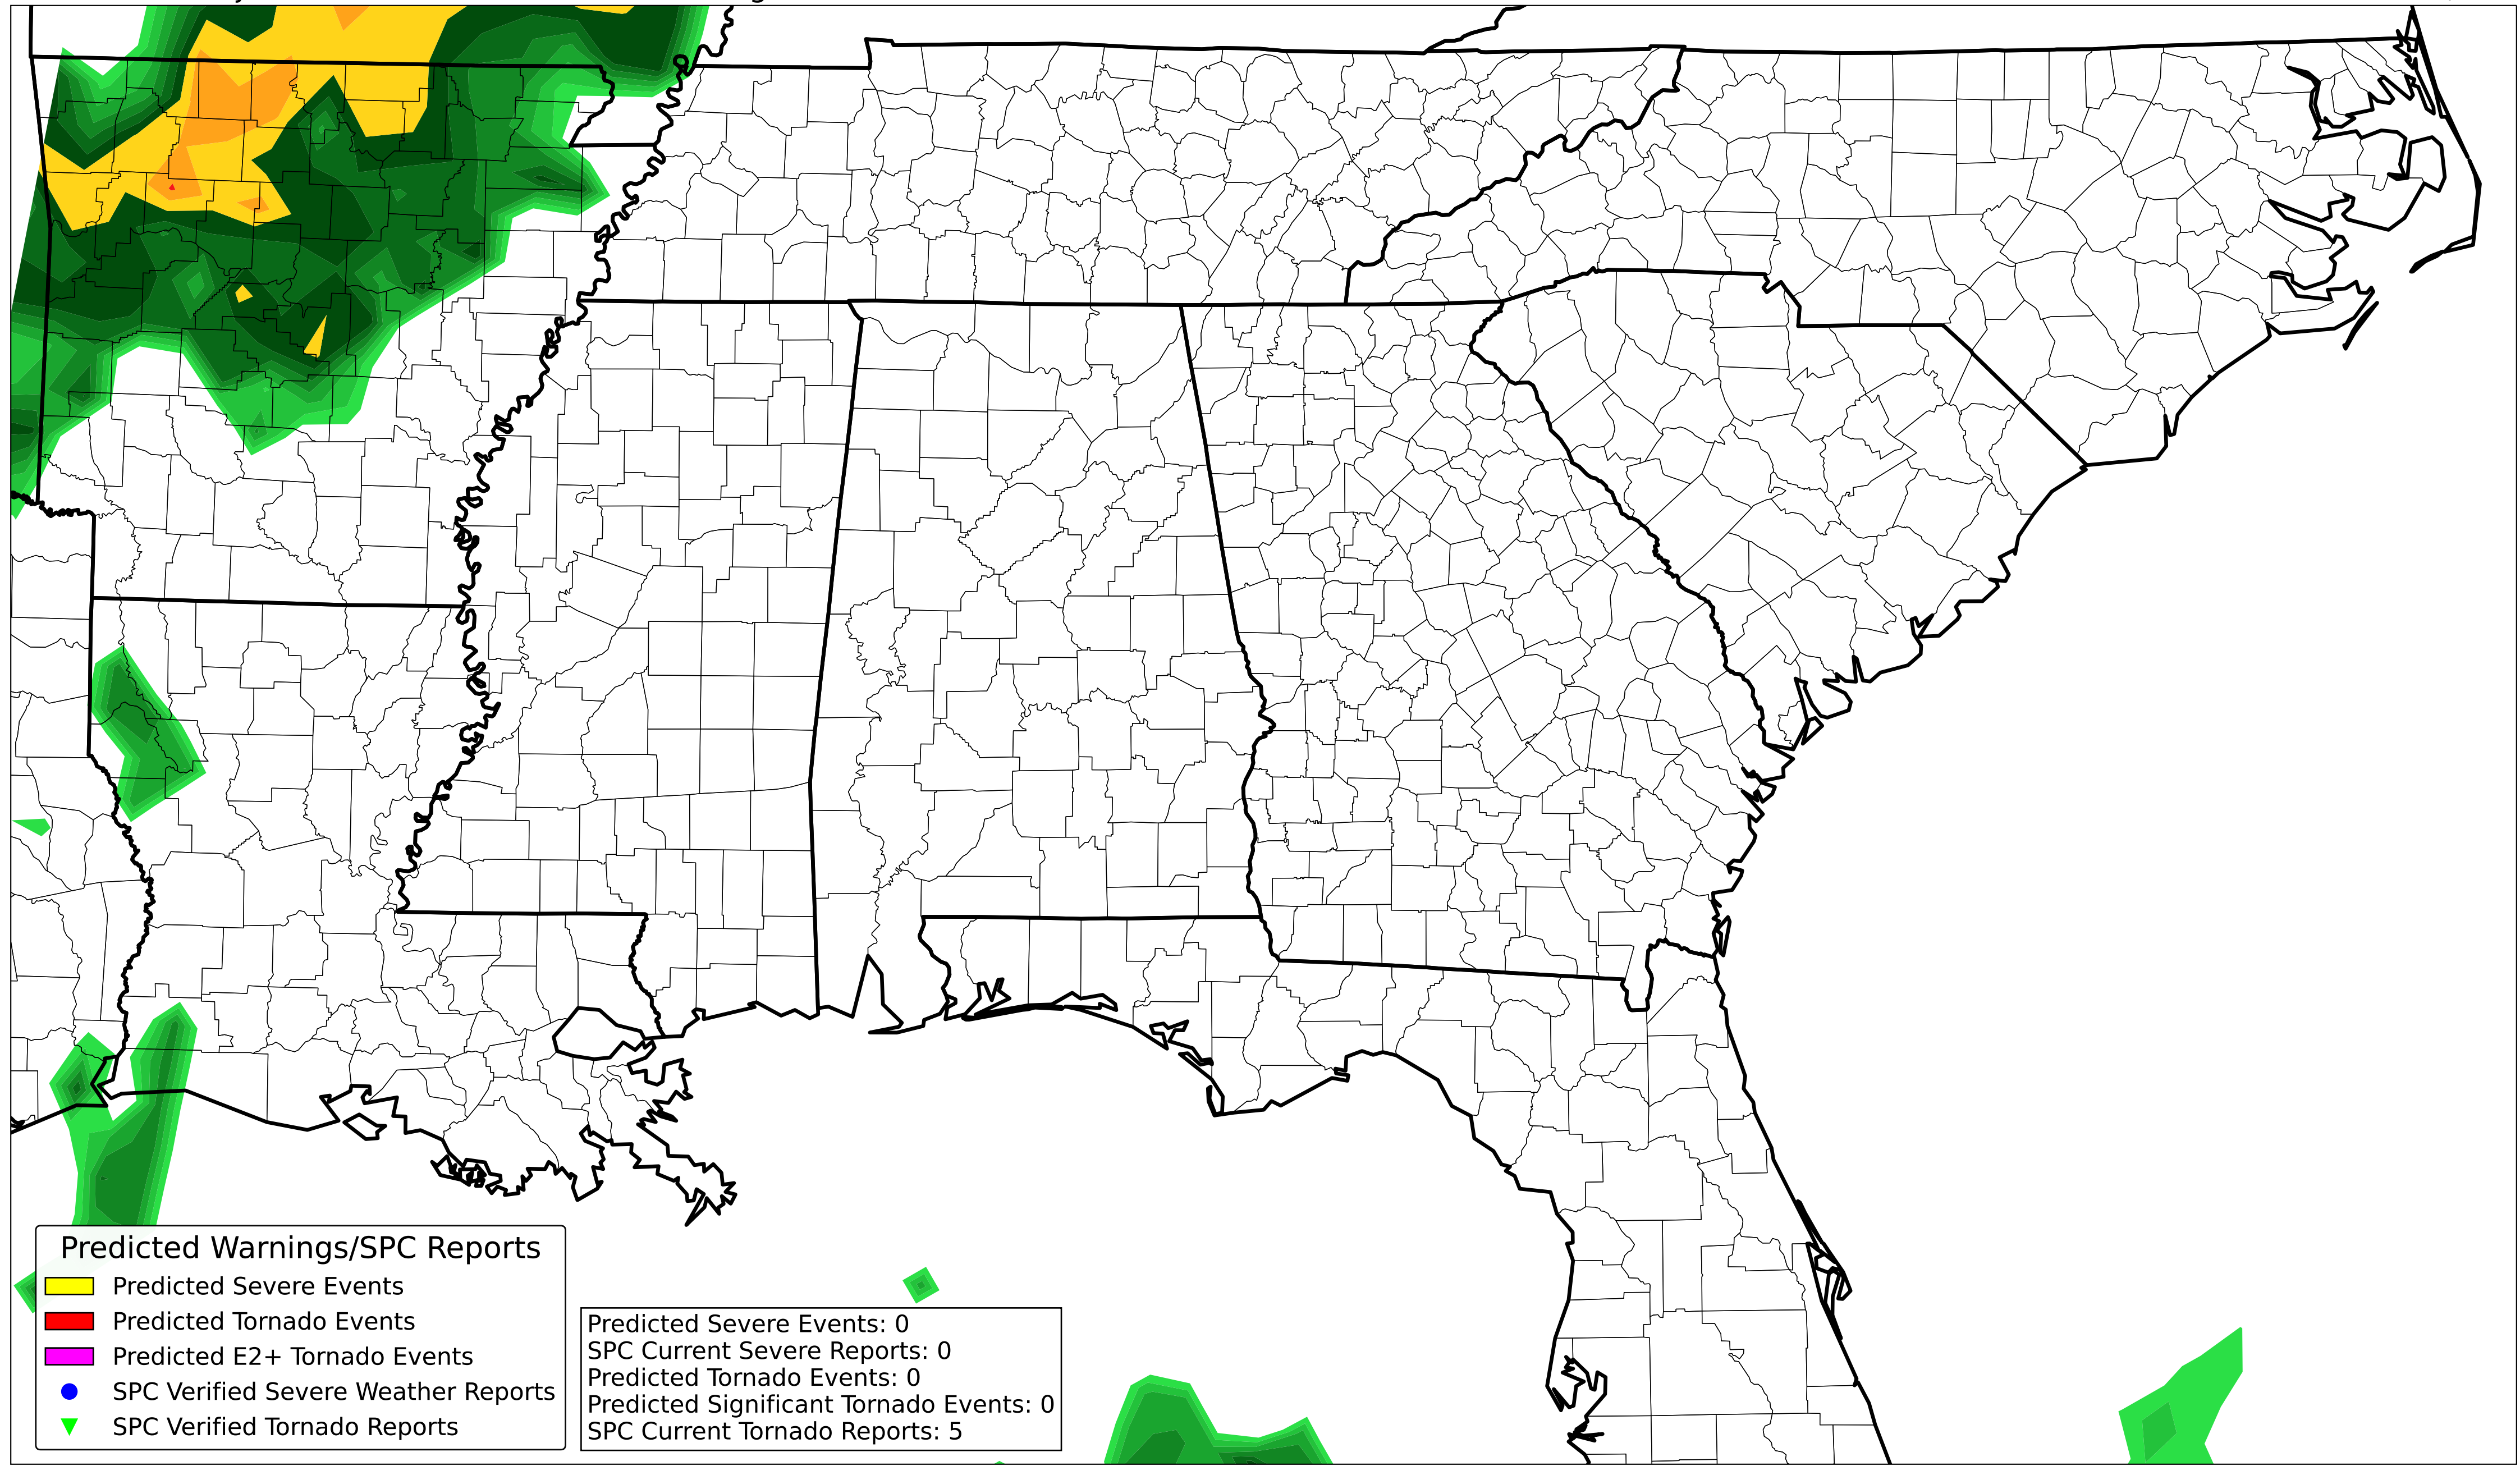 Predicted Warnings/SPC Reports
Predicted Severe Events
Predicted Tornado Events
Predicted E2+ Tornado Events
SPC Verified Severe Weather Reports
SPC Verified Tornado Reports
Predicted Severe Events: 0
SPC Current Severe Reports: 0
Predicted Tornado Events: 0
Predicted Significant Tornado Events: 0
SPC Current Tornado Reports: 5